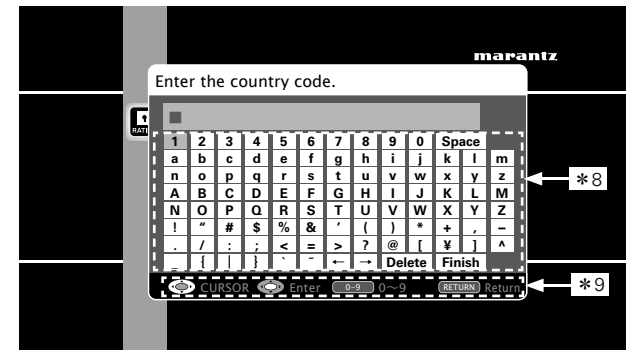 marantz
Enter the country code.
RATI
1 2 3 4 5 6 7 8 9 0 Space
a b c d e f g h i j k l m
n o p q r s t u v w x y z
A B C D E F G H I J K L M
N O P Q R S T U V W X Y Z
! “ # $ % & ‘ ( ) * + , –
. / : ; < = > ? @ [ ¥ ] ^
_ { | } ` ~ ← → Delete Finish
CURSOR Enter 0~9 0~9 RETURN Return
*8
*9